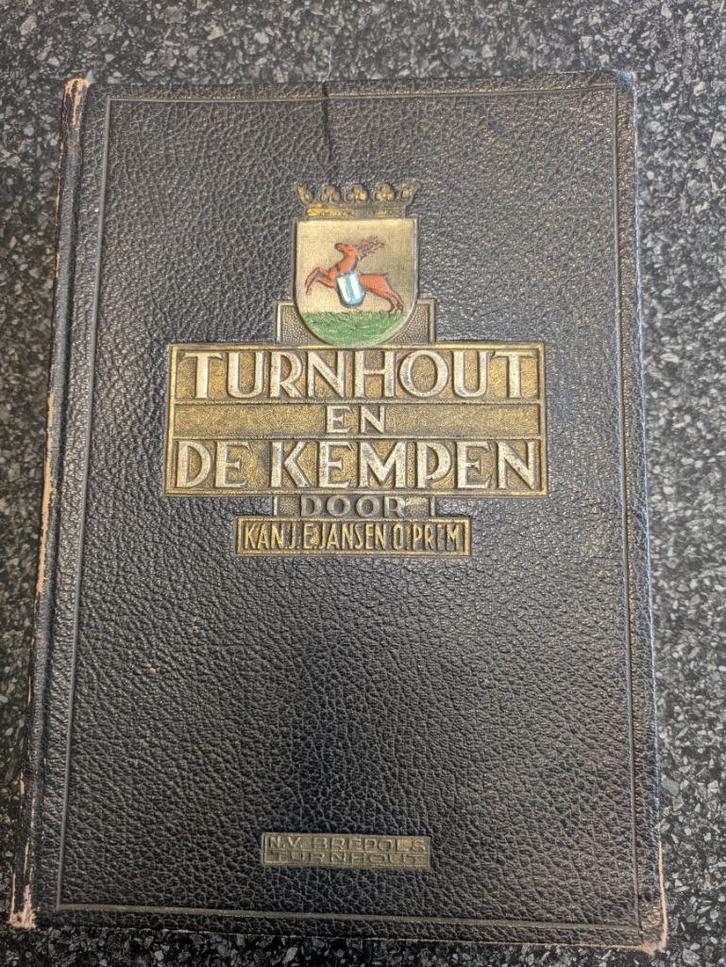 TURNHOUT
EN
DE KEMPEN
DOOR
KAN. J. E. JANSEN O. PREM
N.V. BREPOLS
TURNHOUT